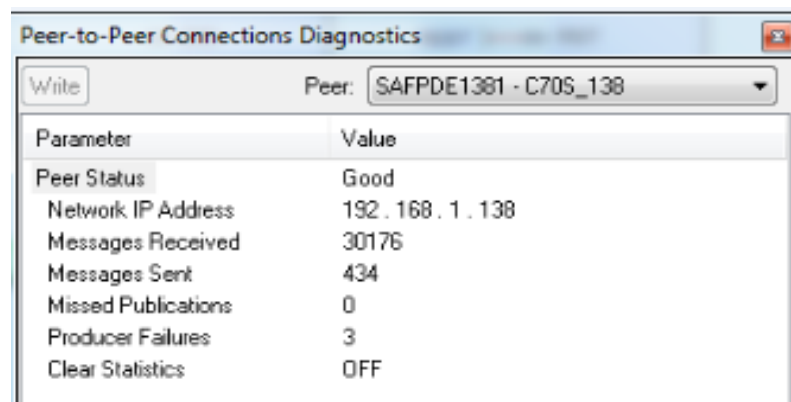 Peer-to-Peer Connections Diagnostics
Write Peer: SAFPDE1381 - C70S_138
Parameter Value
Peer Status Good
Network IP Address 192 . 168 . 1 . 138
Messages Received 30176
Messages Sent 434
Missed Publications 0
Producer Failures 3
Clear Statistics OFF